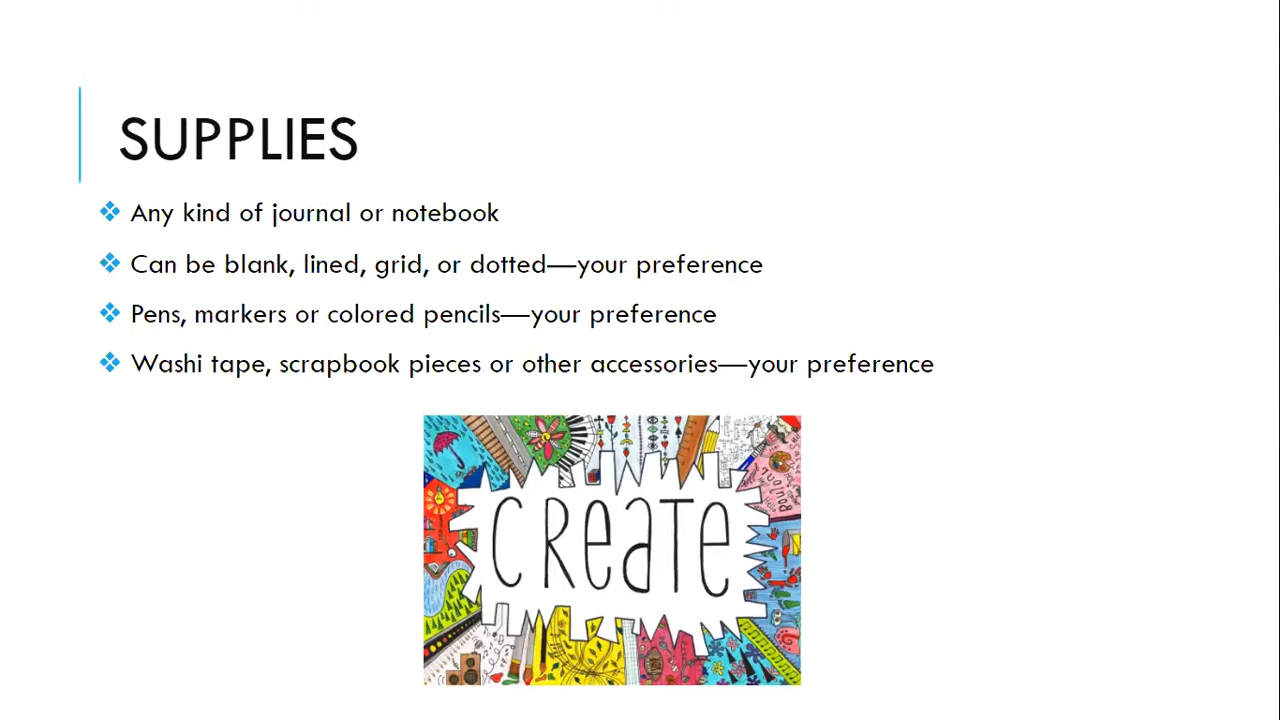 SUPPLIES
Any kind of journal or notebook
Can be blank, lined, grid, or dotted—your preference
Pens, markers or colored pencils—your preference
Washi tape, scrapbook pieces or other accessories—your preference
CREaTE